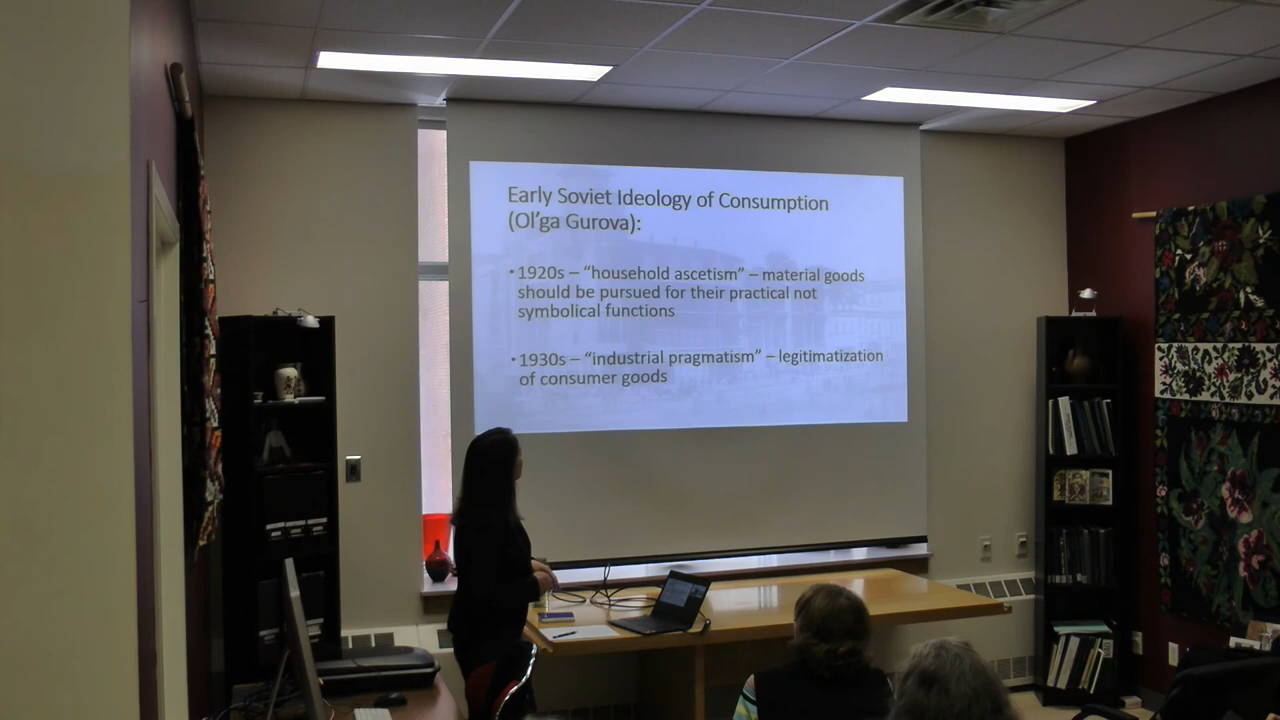 Early Soviet Ideology of Consumption
(Ol'ga Gurova):
• 1920s – "household ascetism" – material goods
should be pursued for their practical not
symbolical functions
• 1930s – "industrial pragmatism" – legitimatization
of consumer goods